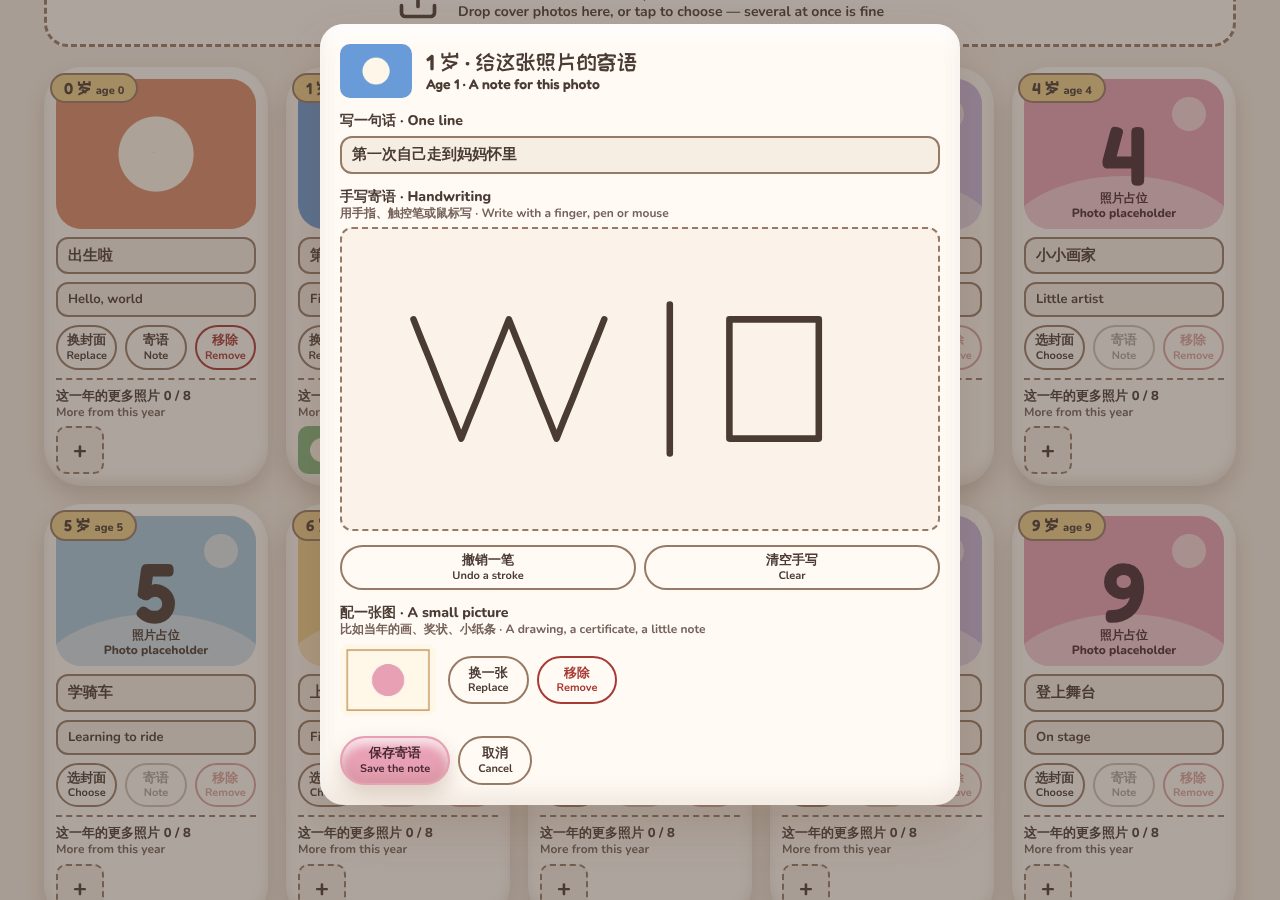 Drop cover photos here, or tap to choose — several at once is fine
1 岁 · 给这张照片的寄语
Age 1 · A note for this photo
写一句话 · One line
第一次自己走到妈妈怀里
手写寄语 · Handwriting
用手指、触控笔或鼠标写 · Write with a finger, pen or mouse
W I O
撤销一笔
Undo a stroke
清空手写
Clear
配一张图 · A small picture
比如当年的画、奖状、小纸条 · A drawing, a certificate, a little note
换一张
Replace
移除
Remove
保存寄语
Save the note
取消
Cancel
0 岁 age 0
出生啦
Hello, world
换封面
Replace
寄语
Note
移除
Remove
这一年的更多照片 0 / 8
More from this year
+
4 岁 age 4
4
照片占位
Photo placeholder
小小画家
Little artist
选封面
Choose
寄语
Note
移除
Remove
这一年的更多照片 0 / 8
More from this year
+
5 岁 age 5
5
照片占位
Photo placeholder
学骑车
Learning to ride
选封面
Choose
寄语
Note
移除
Remove
这一年的更多照片 0 / 8
More from this year
+
这一年的更多照片 0 / 8
More from this year
+
这一年的更多照片 0 / 8
More from this year
+
这一年的更多照片 0 / 8
More from this year
+
9 岁 age 9
9
照片占位
Photo placeholder
登上舞台
On stage
选封面
Choose
寄语
Note
移除
Remove
这一年的更多照片 0 / 8
More from this year
+